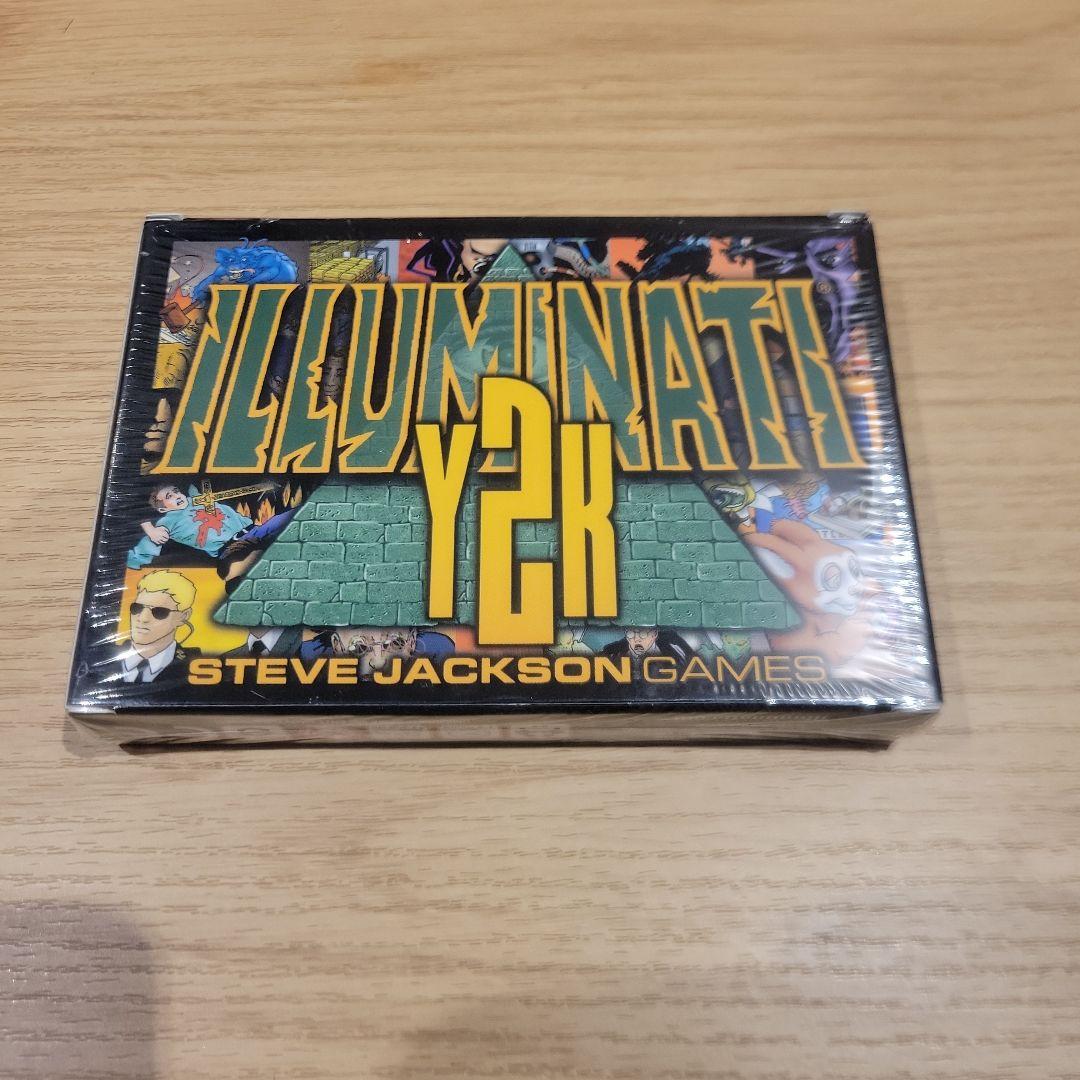 ILLUMINATI®
Y2K
STEVE JACKSON GAMES